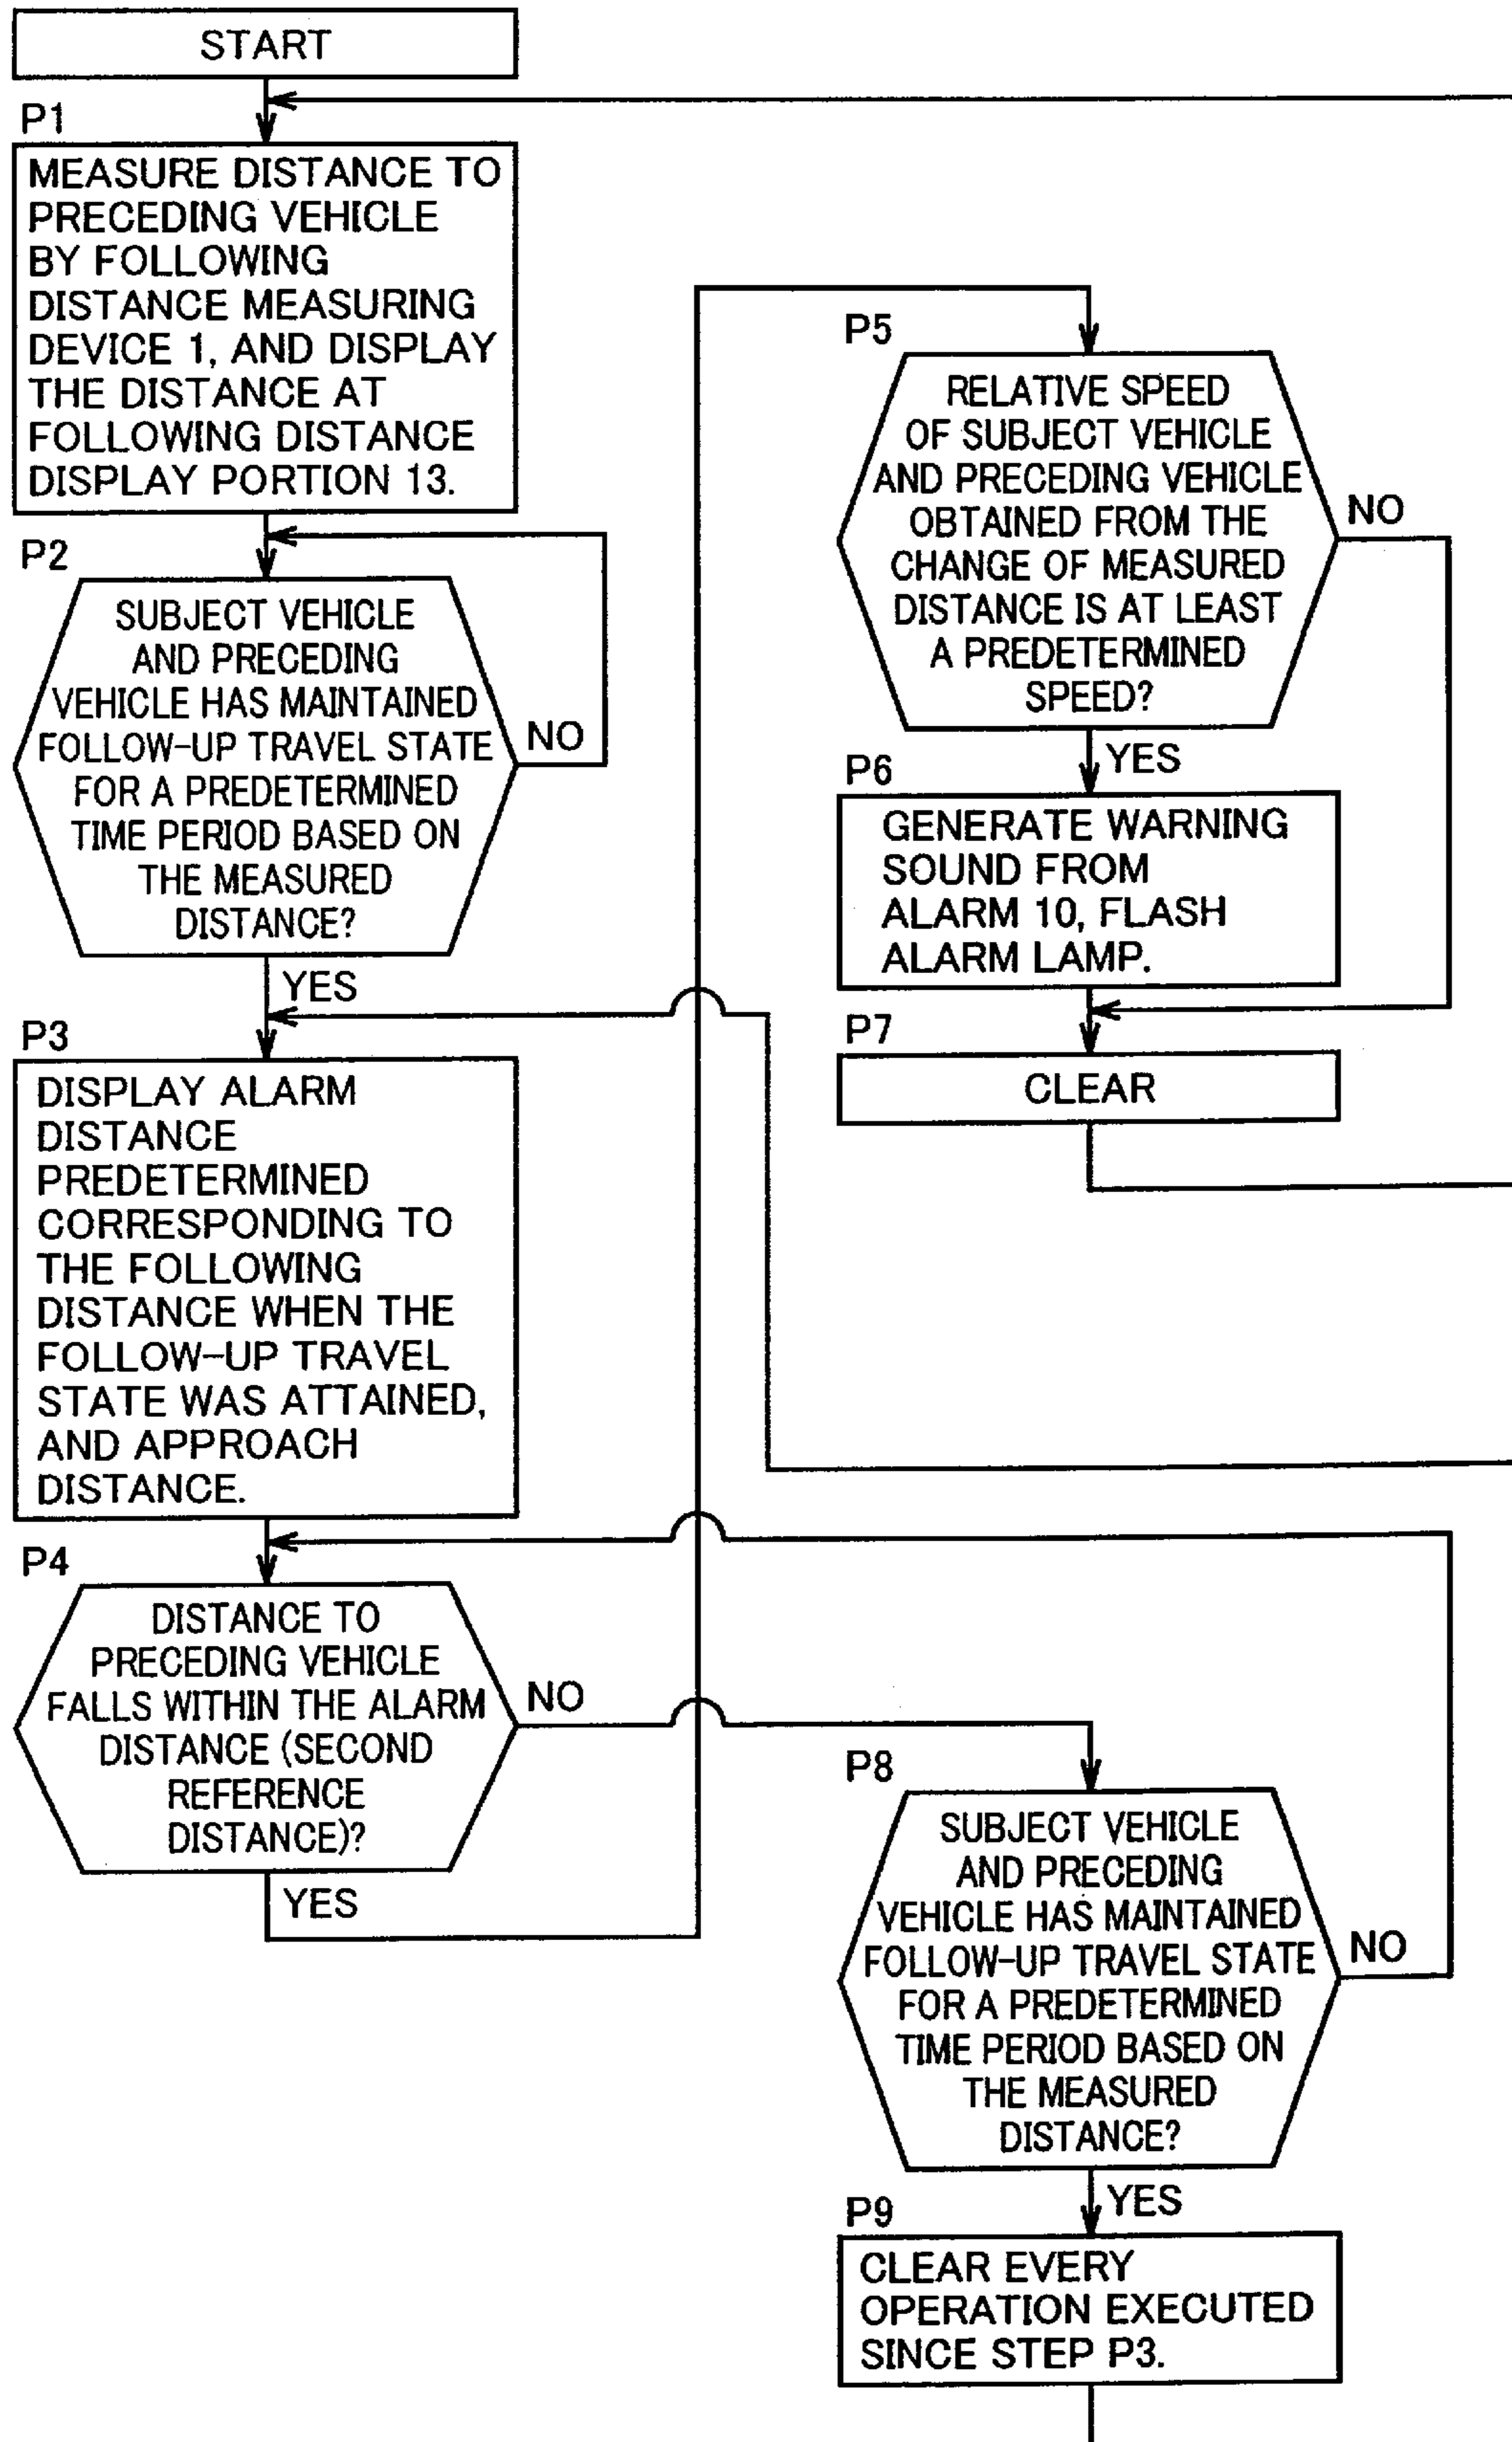 START
P1
MEASURE DISTANCE TO
PRECEDING VEHICLE
BY FOLLOWING
DISTANCE MEASURING
DEVICE 1, AND DISPLAY
THE DISTANCE AT
FOLLOWING DISTANCE
DISPLAY PORTION 13.
P2
SUBJECT VEHICLE
AND PRECEDING
VEHICLE HAS MAINTAINED
FOLLOW-UP TRAVEL STATE
FOR A PREDETERMINED
TIME PERIOD BASED ON
THE MEASURED
DISTANCE?
NO
YES
P3
DISPLAY ALARM
DISTANCE
PREDETERMINED
CORRESPONDING TO
THE FOLLOWING
DISTANCE WHEN THE
FOLLOW-UP TRAVEL
STATE WAS ATTAINED,
AND APPROACH
DISTANCE.
P4
DISTANCE TO
PRECEDING VEHICLE
FALLS WITHIN THE ALARM
DISTANCE (SECOND
REFERENCE
DISTANCE)?
NO
YES
P5
RELATIVE SPEED
OF SUBJECT VEHICLE
AND PRECEDING VEHICLE
OBTAINED FROM THE
CHANGE OF MEASURED
DISTANCE IS AT LEAST
A PREDETERMINED
SPEED?
NO
YES
P6
GENERATE WARNING
SOUND FROM
ALARM 10, FLASH
ALARM LAMP.
P7
CLEAR
P8
SUBJECT VEHICLE
AND PRECEDING
VEHICLE HAS MAINTAINED
FOLLOW-UP TRAVEL STATE
FOR A PREDETERMINED
TIME PERIOD BASED ON
THE MEASURED
DISTANCE?
NO
YES
P9
CLEAR EVERY
OPERATION EXECUTED
SINCE STEP P3.